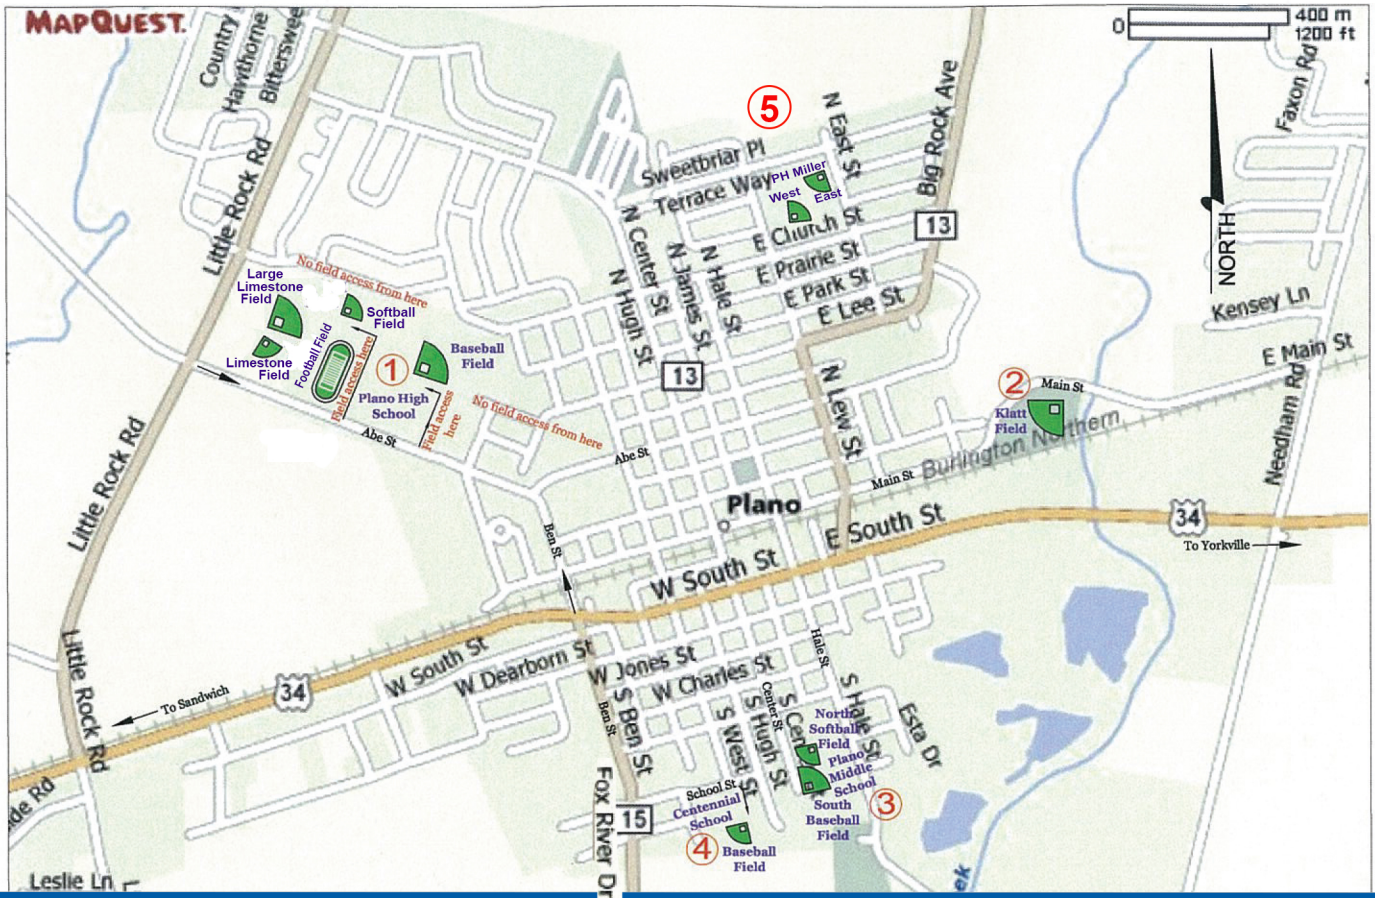 MAPQUEST.
0
400 m
1200 ft
NORTH
Country
Hawthorne
Bitterswee
Little Rock Rd
5
N East St
Big Rock Ave
Faxon Rd
Sweetbriar Pl
Terrace Way
PH Miller
West
East
13
E Church St
E Prairie St
E Park St
E Lee St
N Center St
N James St
N Hale St
N Hugh St
Kensey Ln
E Main St
Large
Limestone
Field
No field access from here
Softball
Field
Limestone
Field
Football Field
Field access here
1
Plano High
School
Baseball
Field
Field access
here
No field access from here
Abe St
13
N Lew St
2
Main St
Klatt
Field
Burlington Northern
Needham Rd
Little Rock Rd
Abe St
Main St
Plano
Ben St
W South St
E South St
34
To Yorkville
Little Rock Rd
W South St
W Dearborn St
W Jones St
W Charles St
Hale St
34
To Sandwich
Ben St
S Ben St
S West St
S Hugh St
Center St
S Cen
t
S Hale St
Esta Dr
North
Softball
Field
Plano
Middle
School
South
Baseball
Field
3
School St
Centennial
School
4
Baseball
Field
Fox River Dr
15
ide Rd
Leslie Ln
L
ek